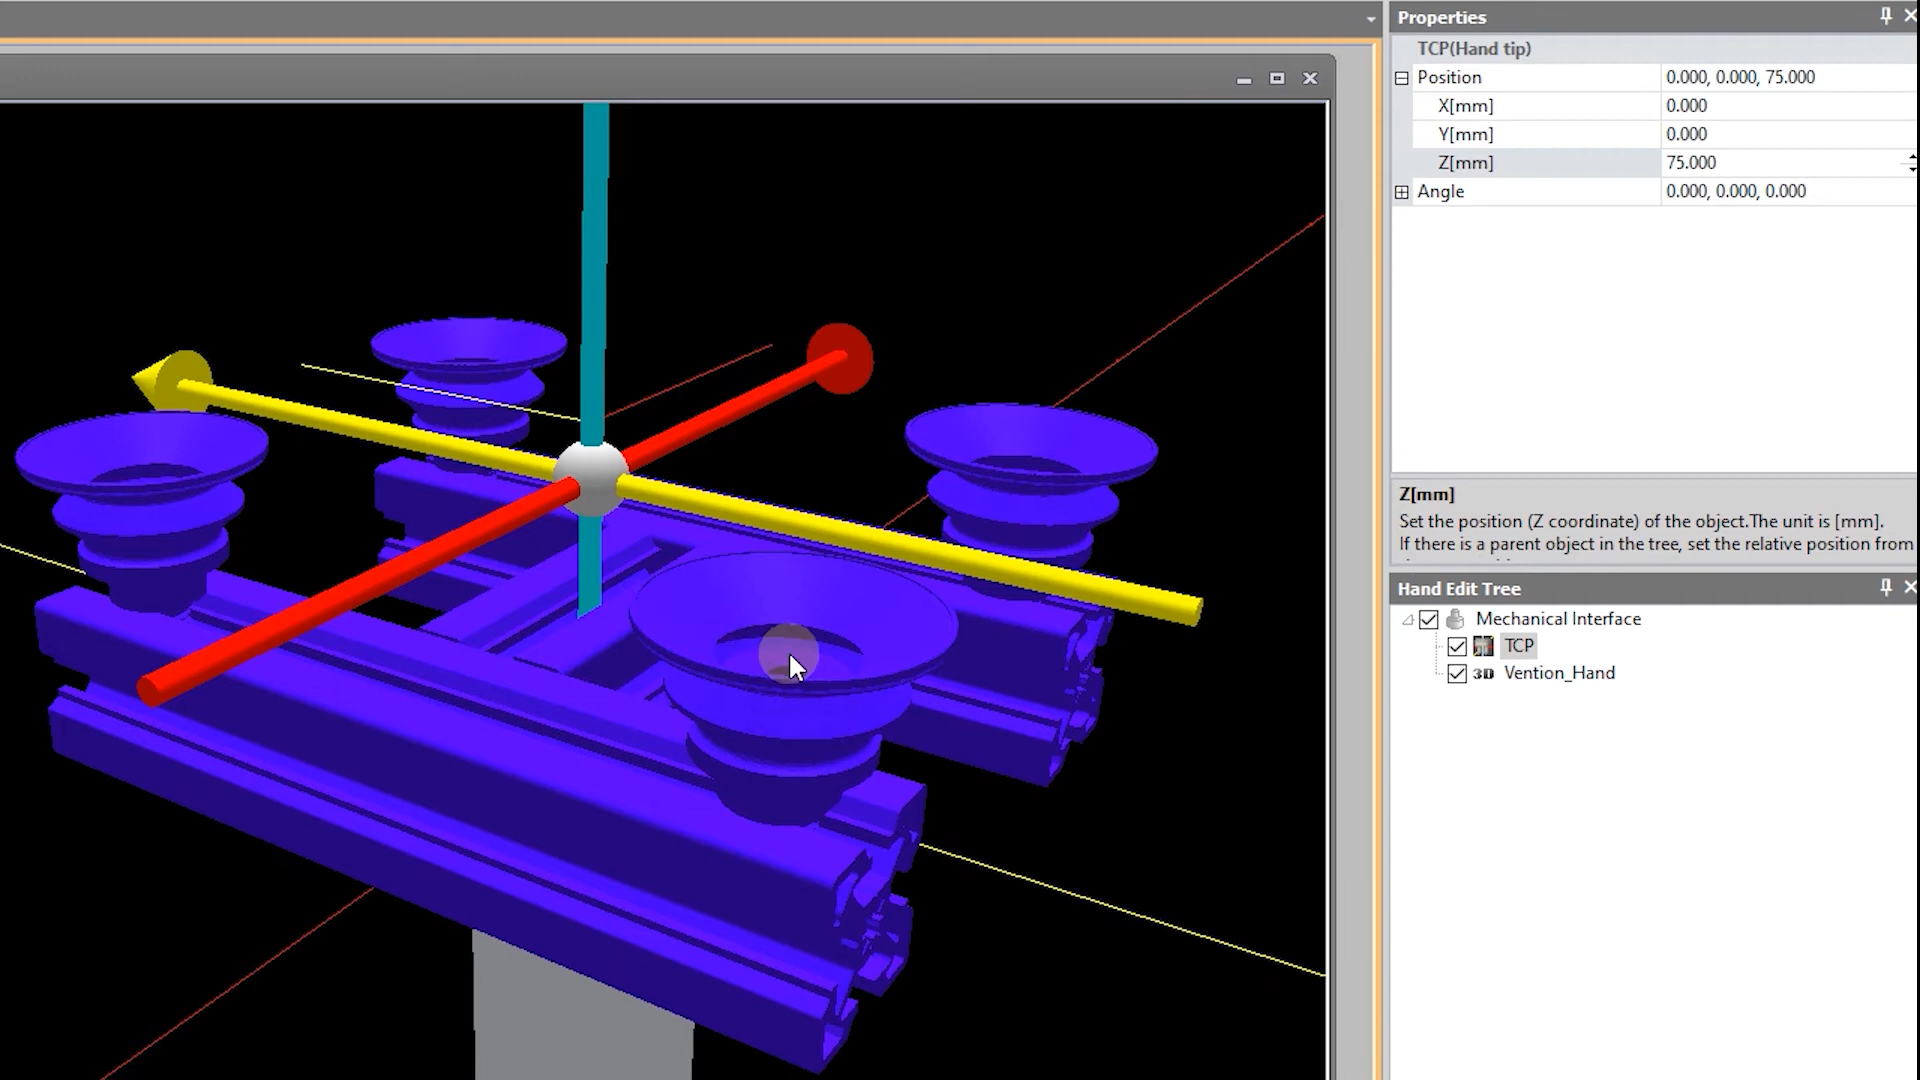 Properties
TCP(Hand tip)
Position 0.000, 0.000, 75.000
X[mm] 0.000
Y[mm] 0.000
Z[mm] 75.000
Angle 0.000, 0.000, 0.000
Z[mm]
Set the position (Z coordinate) of the object.The unit is [mm].
If there is a parent object in the tree, set the relative position from
Hand Edit Tree
Mechanical Interface
TCP
3D Vention_Hand